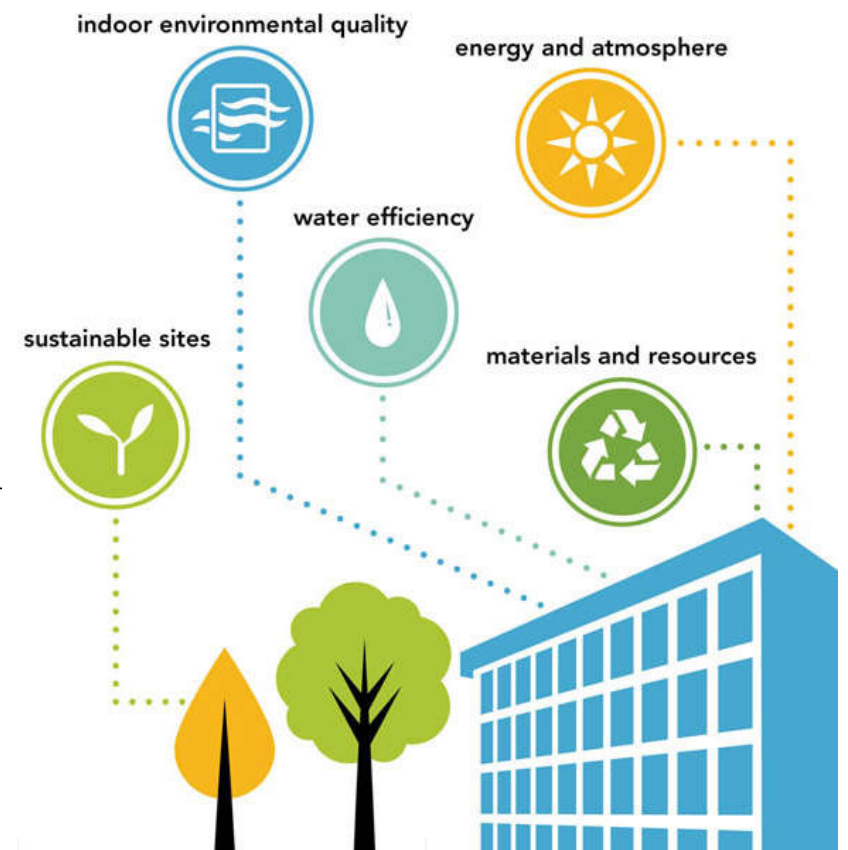 indoor environmental quality
energy and atmosphere
water efficiency
sustainable sites
materials and resources